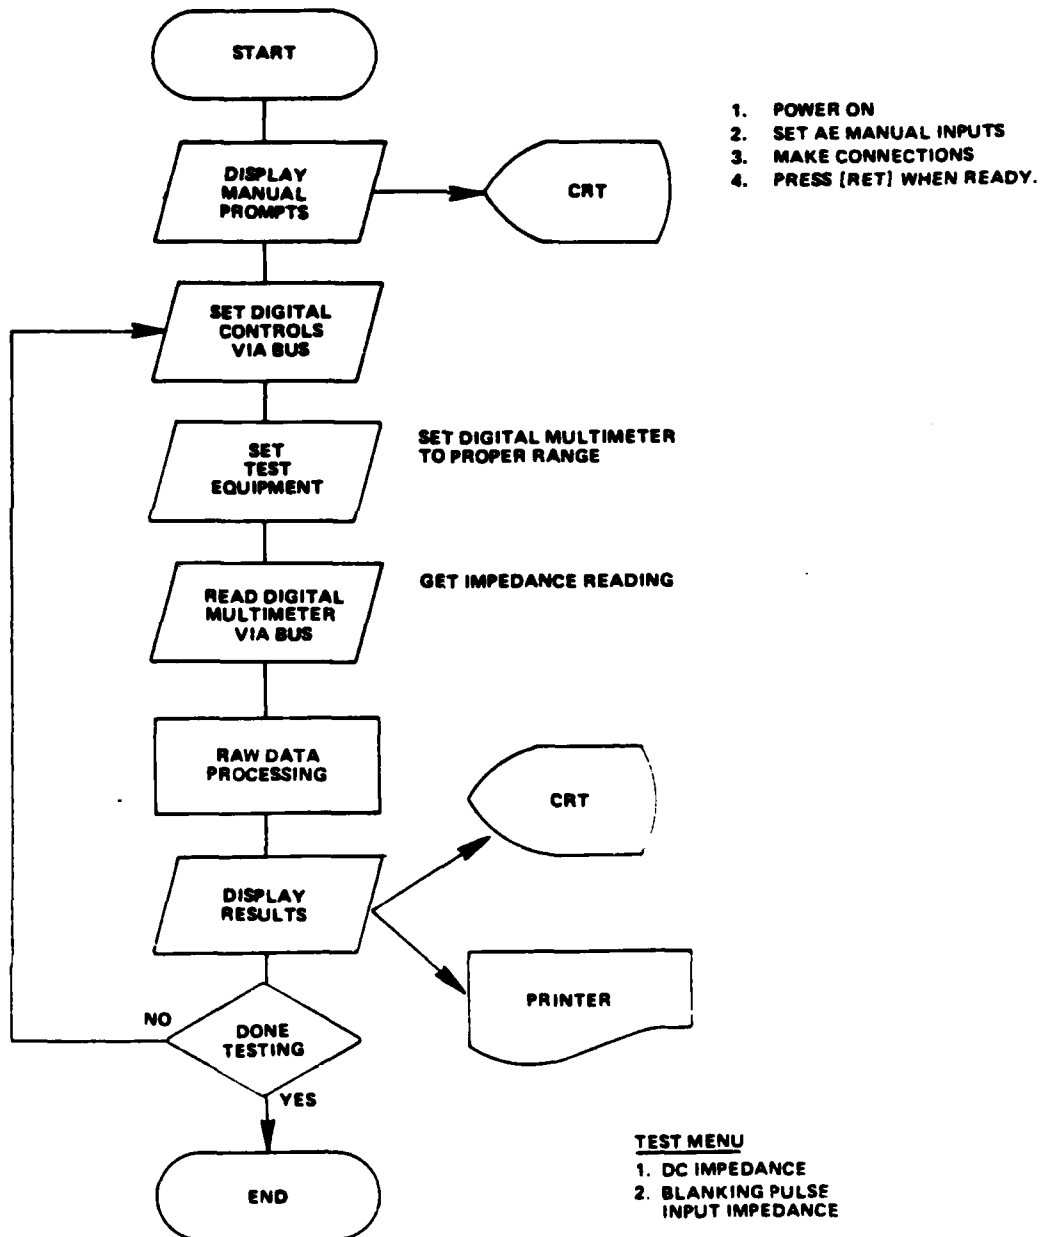 START
1. POWER ON
2. SET AE MANUAL INPUTS
3. MAKE CONNECTIONS
4. PRESS [RET] WHEN READY.
DISPLAY
MANUAL
PROMPTS
CRT
SET DIGITAL
CONTROLS
VIA BUS
SET
TEST
EQUIPMENT
SET DIGITAL MULTIMETER
TO PROPER RANGE
READ DIGITAL
MULTIMETER
VIA BUS
GET IMPEDANCE READING
RAW DATA
PROCESSING
CRT
DISPLAY
RESULTS
PRINTER
NO
DONE
TESTING
YES
END
TEST MENU
1. DC IMPEDANCE
2. BLANKING PULSE
INPUT IMPEDANCE